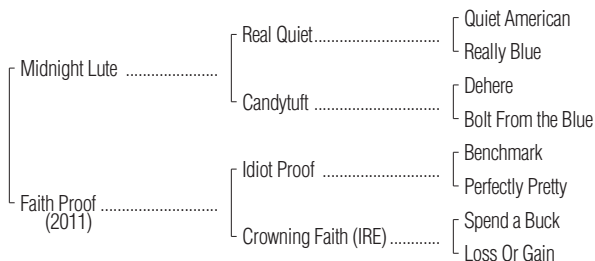 Midnight Lute ......................
Faith Proof ............................
(2011)
Real Quiet..............................
Candytuft ..............................
Idiot Proof ............................
Crowning Faith (IRE)............
Quiet American
Really Blue
Dehere
Bolt From the Blue
Benchmark
Perfectly Pretty
Spend a Buck
Loss Or Gain